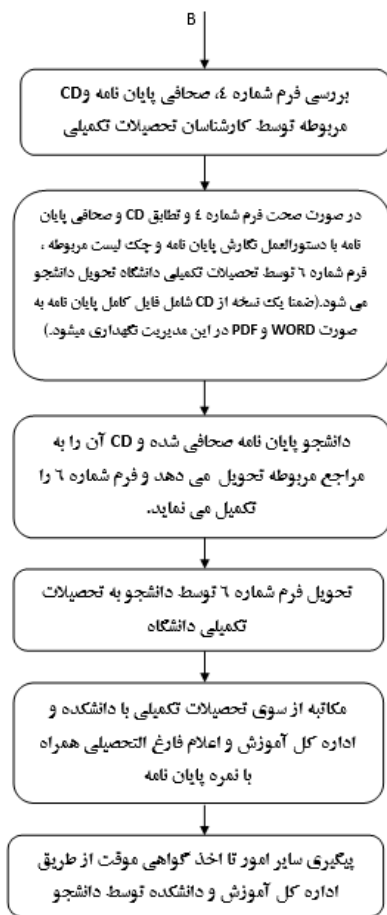 B
بررسی فرم شماره ٤، صحافی پایان نامه وCD
مربوطه توسط کارشناسان تحصیلات تکمیلی
در صورت صحت فرم شماره ٤ و تطابق CD و صحافی پایان
نامه با دستورالعمل نگارش پایان نامه و چک لیست مربوطه ،
فرم شماره ٦ توسط تحصیلات تکمیلی دانشگاه تحویل دانشجو
می شود.(ضمنا یک نسخه از CD شامل فایل کامل پایان نامه به
صورت WORD و PDF در این مدیریت نگهداری میشود.)
دانشجو پایان نامه صحافی شده و CD آن را به
مراجع مربوطه تحویل می دهد و فرم شماره ٦ را
تکمیل می نماید.
تحویل فرم شماره ٦ توسط دانشجو به تحصیلات
تکمیلی دانشگاه
مکاتبه از سوی تحصیلات تکمیلی با دانشکده و
اداره کل آموزش و اعلام فارغ التحصیلی همراه
با نمره پایان نامه
پیگیری سایر امور تا اخذ گواهی موقت از طریق
اداره کل آموزش و دانشکده توسط دانشجو